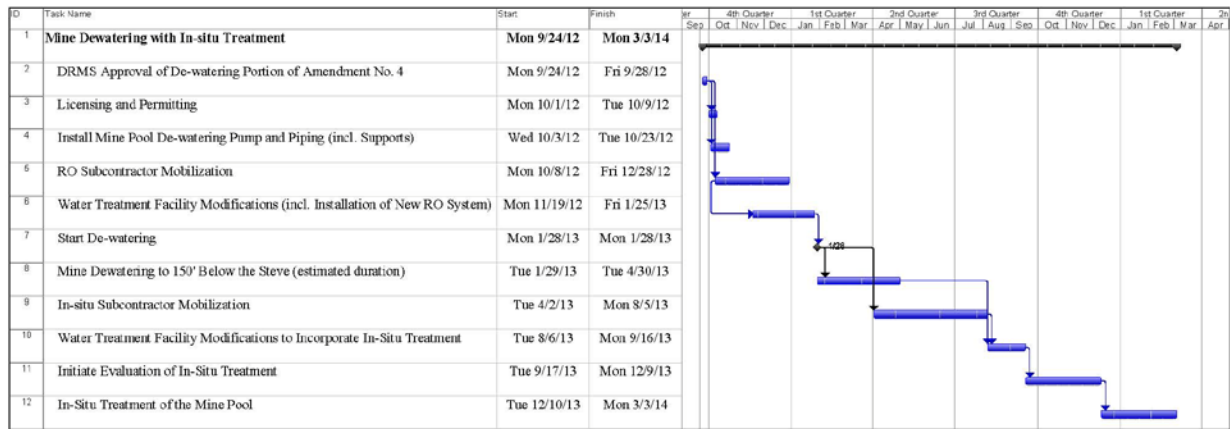 ID Task Name Start Finish er 4th Quarter 1st Quarter 2nd Quarter 3rd Quarter 4th Quarter 1st Quarter 2n
Sep Oct Nov Dec Jan Feb Mar Apr May Jun Jul Aug Sep Oct Nov Dec Jan Feb Mar Apr
1 Mine Dewatering with In-situ Treatment Mon 9/24/12 Mon 3/3/14
2 DRMS Approval of De-watering Portion of Amendment No. 4 Mon 9/24/12 Fri 9/28/12
3 Licensing and Permitting Mon 10/1/12 Tue 10/9/12
4 Install Mine Pool De-watering Pump and Piping (incl. Supports) Wed 10/3/12 Tue 10/23/12
5 RO Subcontractor Mobilization Mon 10/8/12 Fri 12/28/12
6 Water Treatment Facility Modifications (incl. Installation of New RO System) Mon 11/19/12 Fri 1/25/13
7 Start De-watering Mon 1/28/13 Mon 1/28/13 1/28
8 Mine Dewatering to 150' Below the Steve (estimated duration) Tue 1/29/13 Tue 4/30/13
9 In-situ Subcontractor Mobilization Tue 4/2/13 Mon 8/5/13
10 Water Treatment Facility Modifications to Incorporate In-Situ Treatment Tue 8/6/13 Mon 9/16/13
11 Initiate Evaluation of In-Situ Treatment Tue 9/17/13 Mon 12/9/13
12 In-Situ Treatment of the Mine Pool Tue 12/10/13 Mon 3/3/14